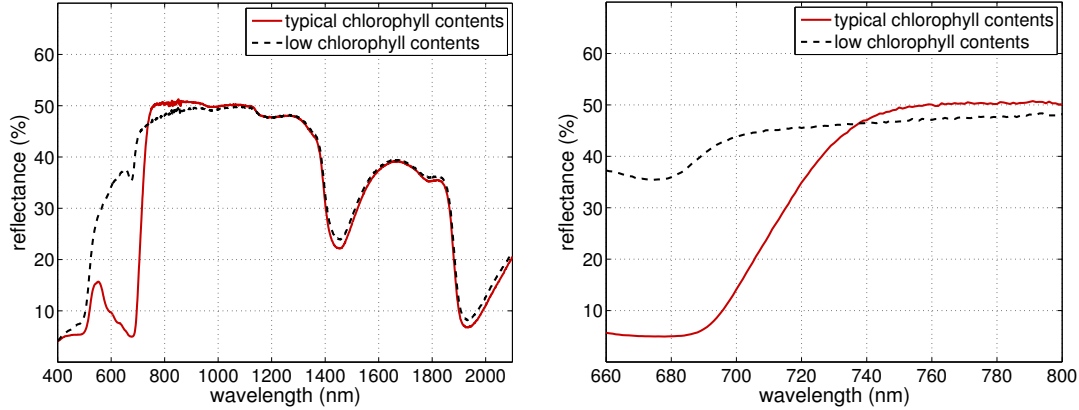 typical chlorophyll contents
low chlorophyll contents
60
50
40
30
20
10
reflectance (%)
400 600 800 1000 1200 1400 1600 1800 2000
wavelength (nm)
typical chlorophyll contents
low chlorophyll contents
60
50
40
30
20
10
reflectance (%)
660 680 700 720 740 760 780 800
wavelength (nm)